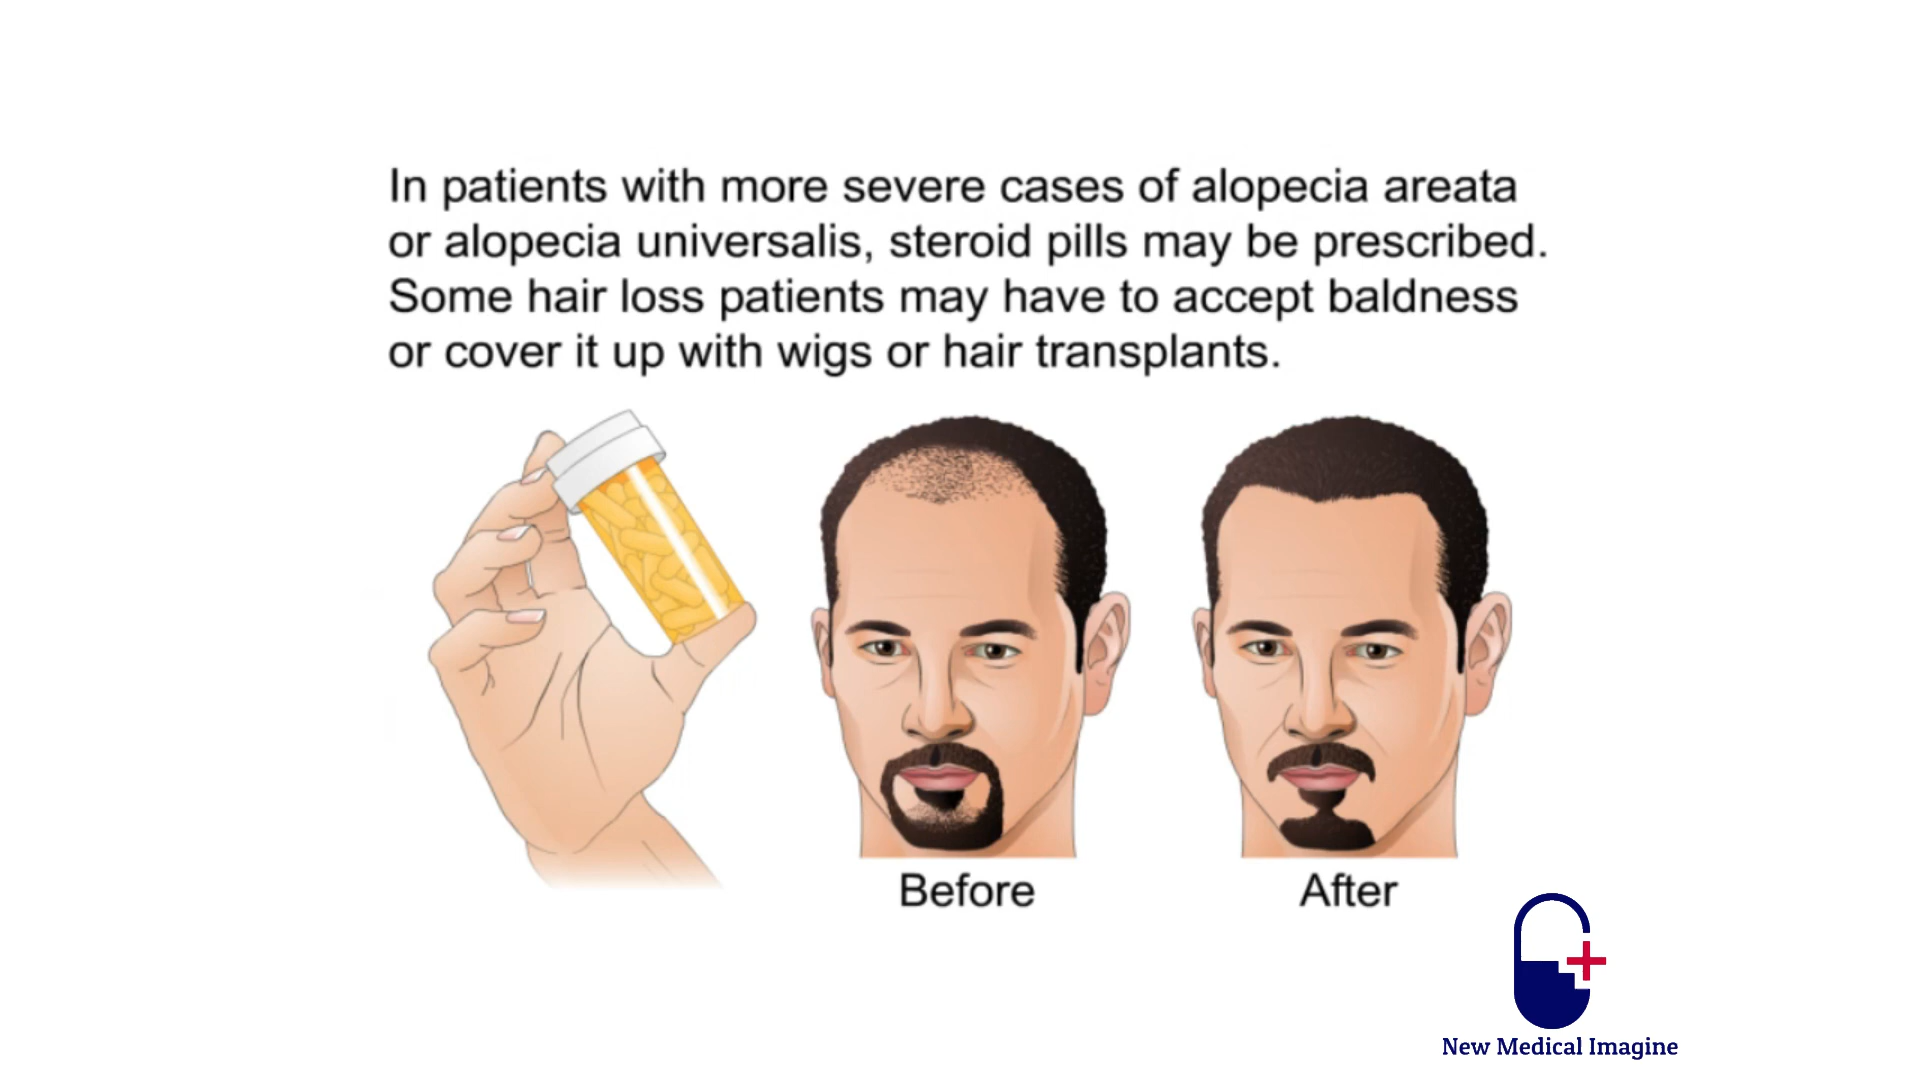 In patients with more severe cases of alopecia areata
or alopecia universalis, steroid pills may be prescribed.
Some hair loss patients may have to accept baldness
or cover it up with wigs or hair transplants.
Before
After
New Medical Imagine